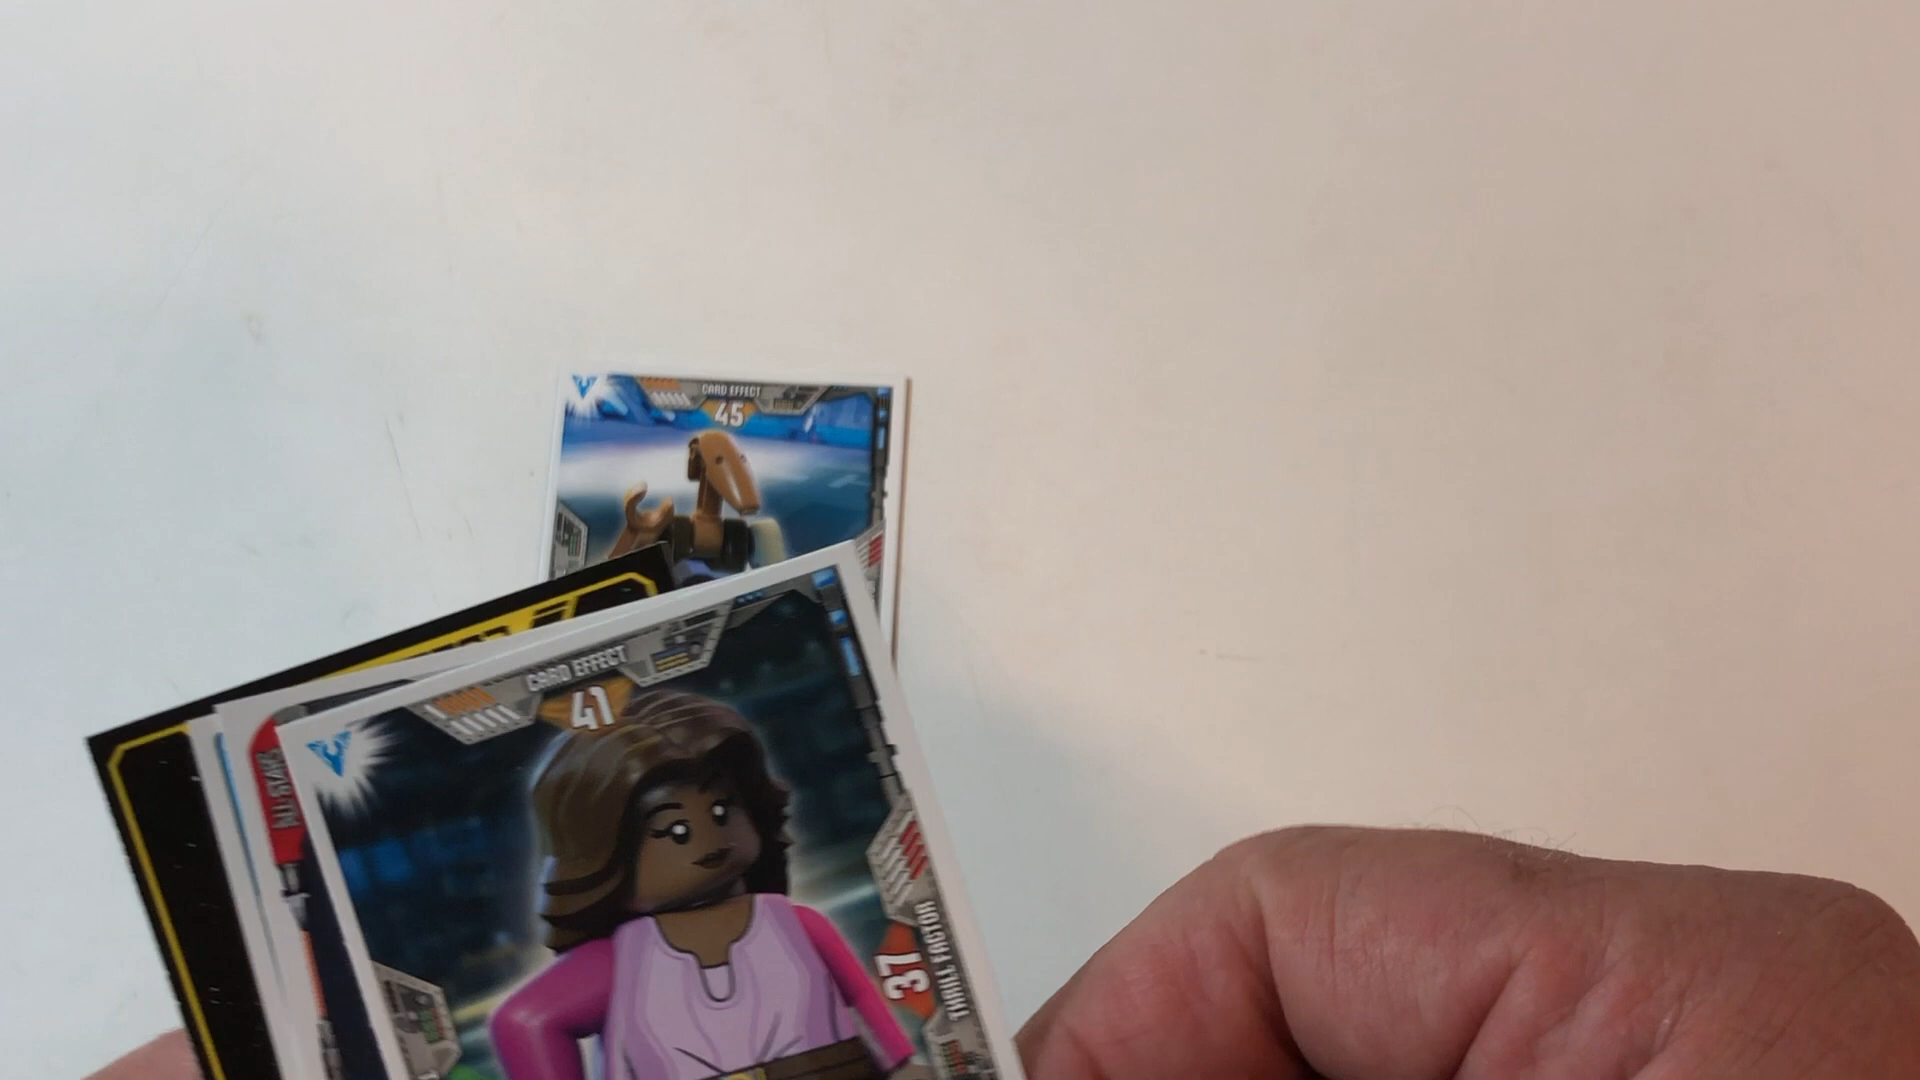 CARD EFFECT
45
CARD EFFECT
41
ALL-STARS
37
THRILL FACTOR